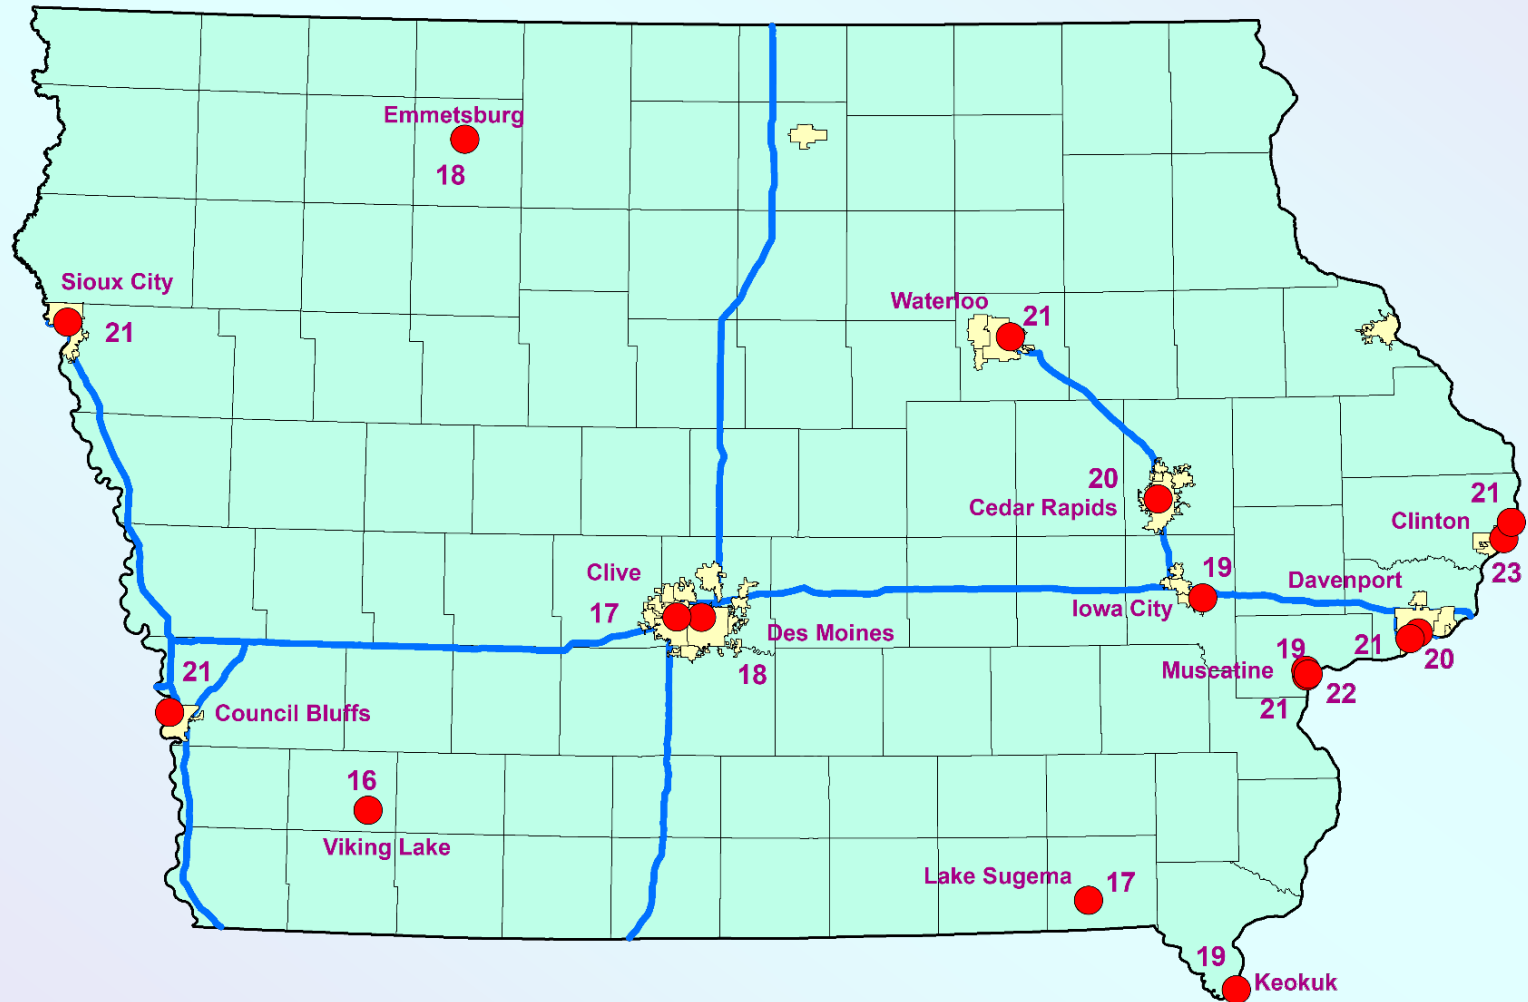 Emmetsburg
18
Sioux City
21
Waterloo
21
20
Cedar Rapids
21
Clinton
23
Clive
17
Des Moines
18
19
Iowa City
Davenport
21
20
19
Muscatine
22
21
21
Council Bluffs
16
Viking Lake
Lake Sugema
17
19
Keokuk